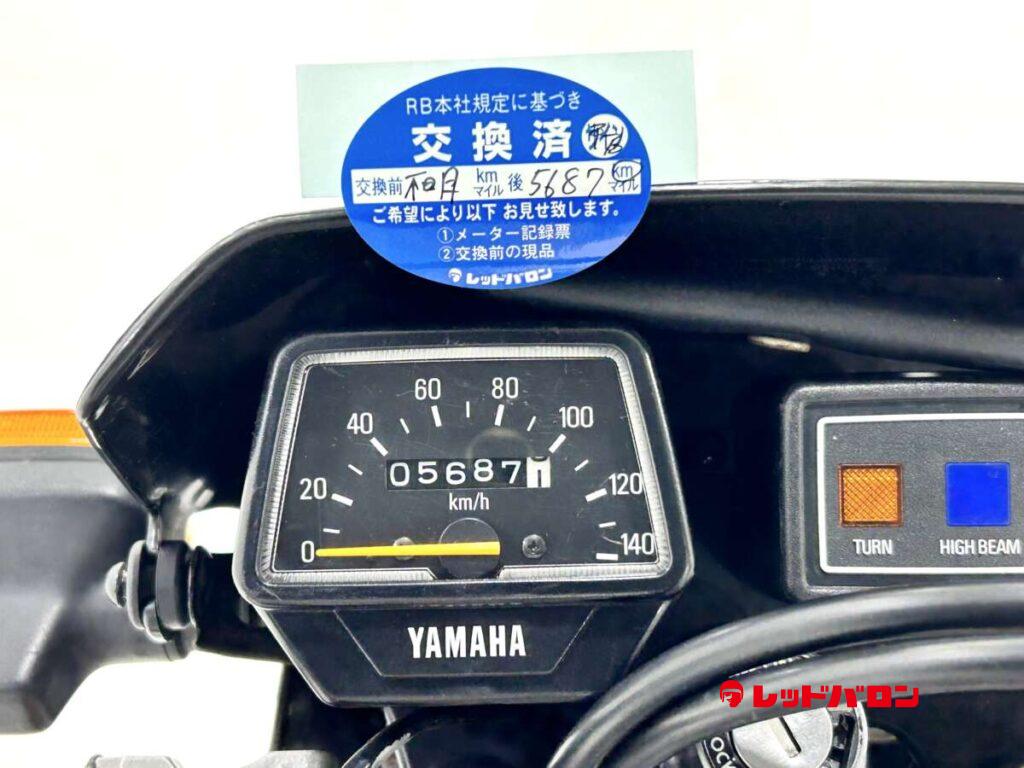 RB本社規定に基づき
交換済
交換前 km マイル 後 5687 km マイル
ご希望により以下 お見せ致します。
①メーター記録票
②交換前の現品
レッドバロン
60 80
40 100
056871
20 km/h 120
0 140
TURN HIGH BEAM
YAMAHA
レッドバロン